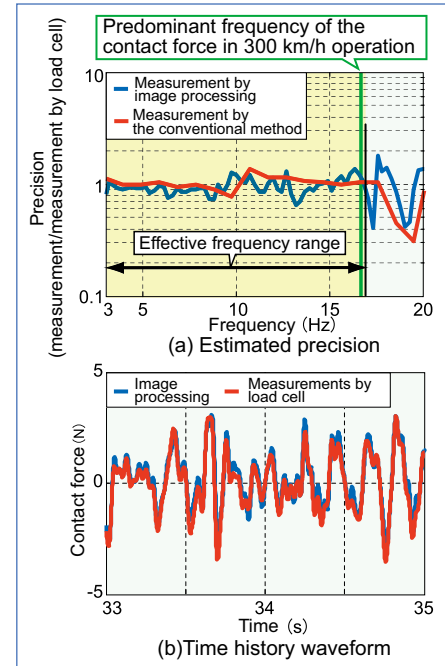 Predominant frequency of the
contact force in 300 km/h operation
10
Measurement by
image processing
Measurement by
the conventional method
Precision
(measurement/measurement by load cell)
1
Effective frequency range
0.1
3 5 10 15 20
Frequency (Hz)
(a) Estimated precision
5
Image
processing
Measurements by
load cell
Contact force (N)
0
-5
33 34 35
Time (s)
(b)Time history waveform